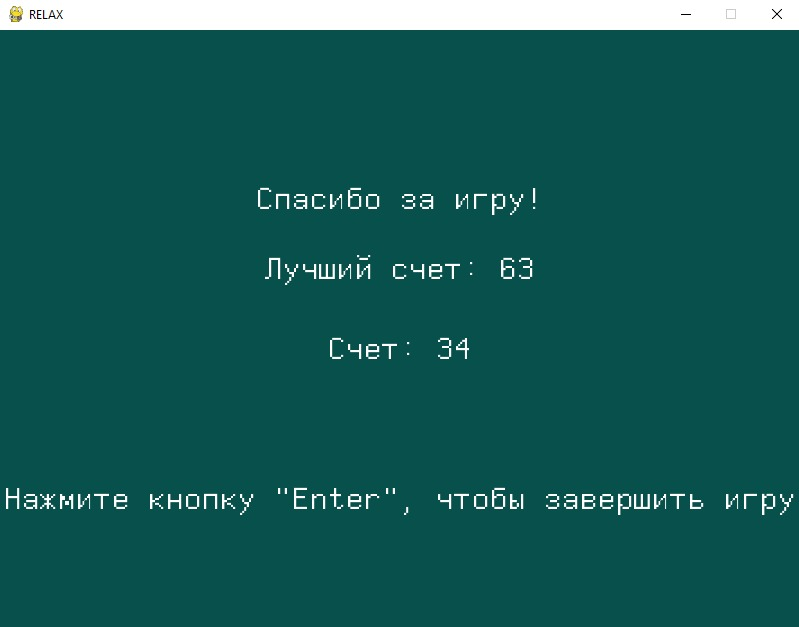 RELAX
Спасибо за игру!
Лучший счет: 63
Счет: 34
Нажмите кнопку "Enter", чтобы завершить игру